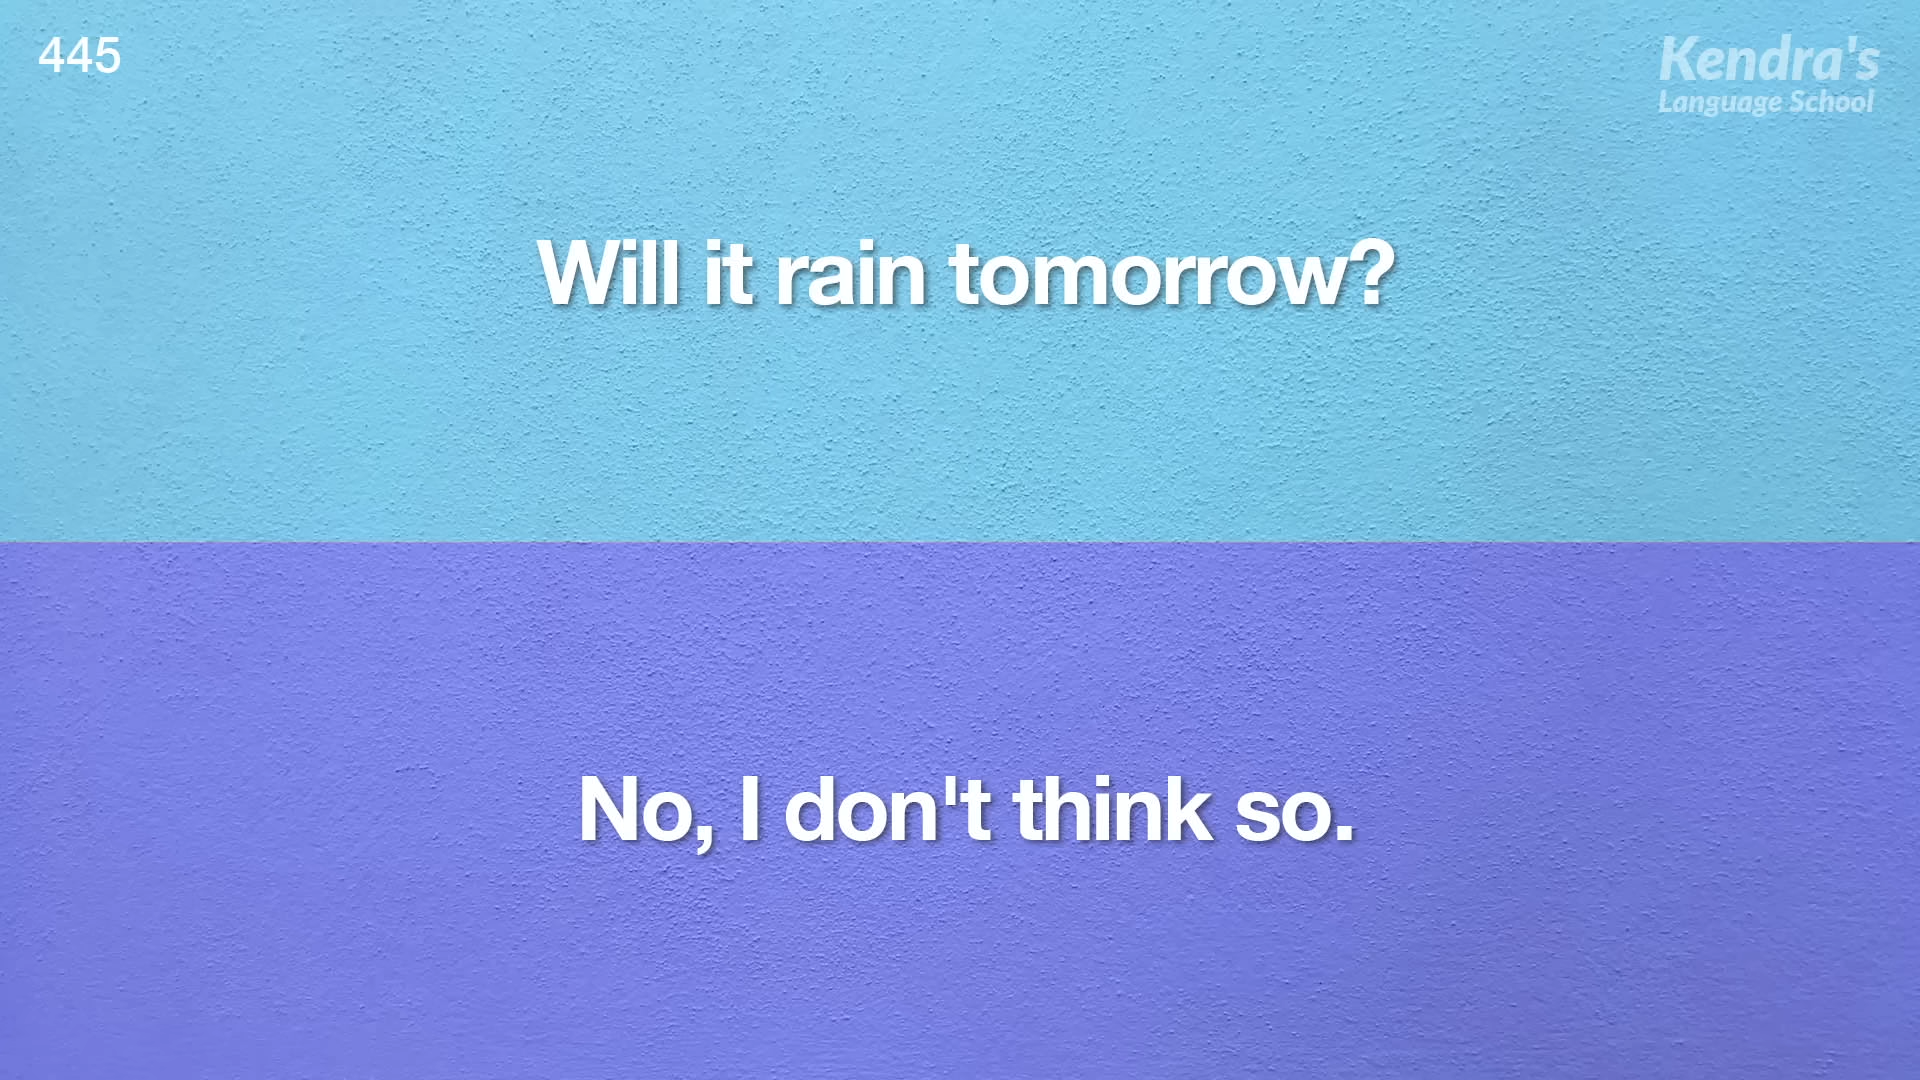 445
Kendra's
Language School
Will it rain tomorrow?
No, I don't think so.